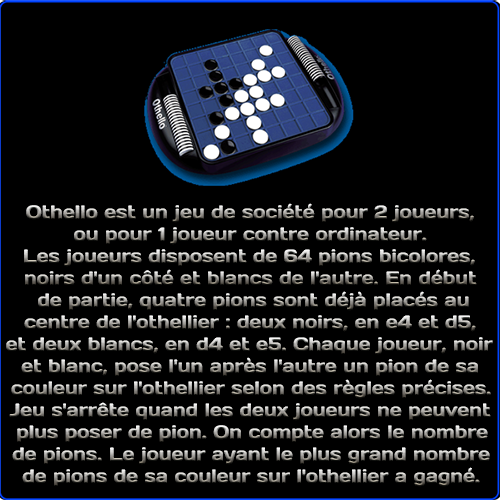 Othello
Othello
Othello est un jeu de société pour 2 joueurs,
ou pour 1 joueur contre ordinateur.
Les joueurs disposent de 64 pions bicolores,
noirs d'un côté et blancs de l'autre. En début
de partie, quatre pions sont déjà placés au
centre de l'othellier : deux noirs, en e4 et d5,
et deux blancs, en d4 et e5. Chaque joueur, noir
et blanc, pose l'un après l'autre un pion de sa
couleur sur l'othellier selon des règles précises.
Jeu s'arrête quand les deux joueurs ne peuvent
plus poser de pion. On compte alors le nombre
de pions. Le joueur ayant le plus grand nombre
de pions de sa couleur sur l'othellier a gagné.